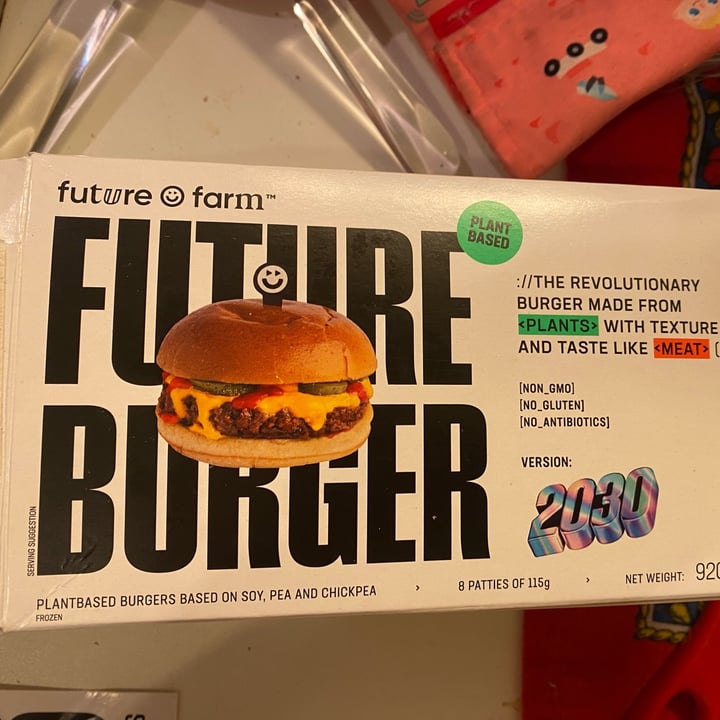 future farm™
PLANT
BASED
FUTURE
BURGER
://THE REVOLUTIONARY
BURGER MADE FROM
<PLANTS> WITH TEXTURE
AND TASTE LIKE <MEAT>
[NON_GMO]
[NO_GLUTEN]
[NO_ANTIBIOTICS]
VERSION:
2030
SERVING SUGGESTION
PLANTBASED BURGERS BASED ON SOY, PEA AND CHICKPEA › 8 PATTIES OF 115g › NET WEIGHT: 920
FROZEN